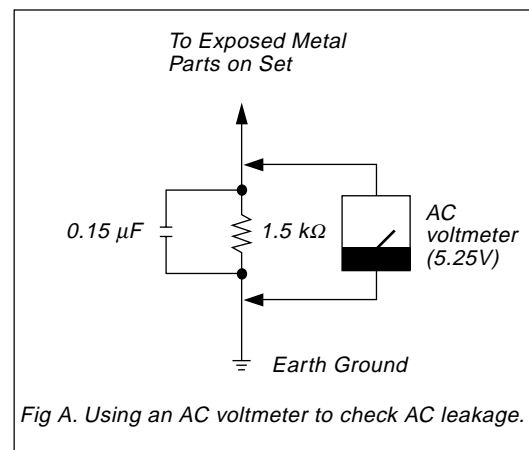 To Exposed Metal
Parts on Set
0.15 μF
1.5 kΩ
AC
voltmeter
(5.25V)
Earth Ground
Fig A. Using an AC voltmeter to check AC leakage.